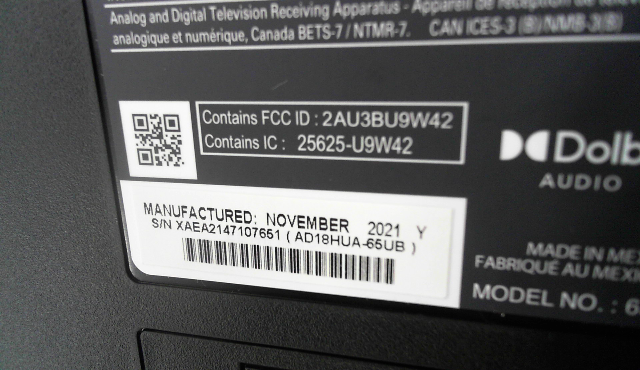 Analog and Digital Television Receiving Apparatus - Appareil de réception de
analogique et numérique, Canada BETS-7 / NTMR-7. CAN ICES-3 (B)/NMB-3(B)
Contains FCC ID : 2AU3BU9W42
Contains IC : 25625-U9W42
Dolb
AUDIO
MANUFACTURED: NOVEMBER 2021 Y
S/N XAEA2147107651 ( AD18HUA-65UB )
MADE IN MEX
FABRIQUÉ AU MEXI
MODEL NO. : 6